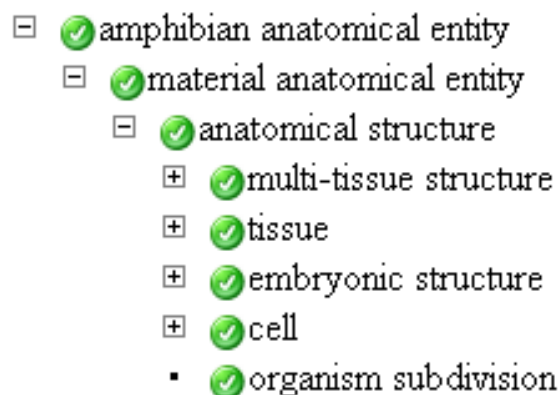 amphibian anatomical entity
material anatomical entity
anatomical structure
multi-tissue structure
tissue
embryonic structure
cell
organism subdivision